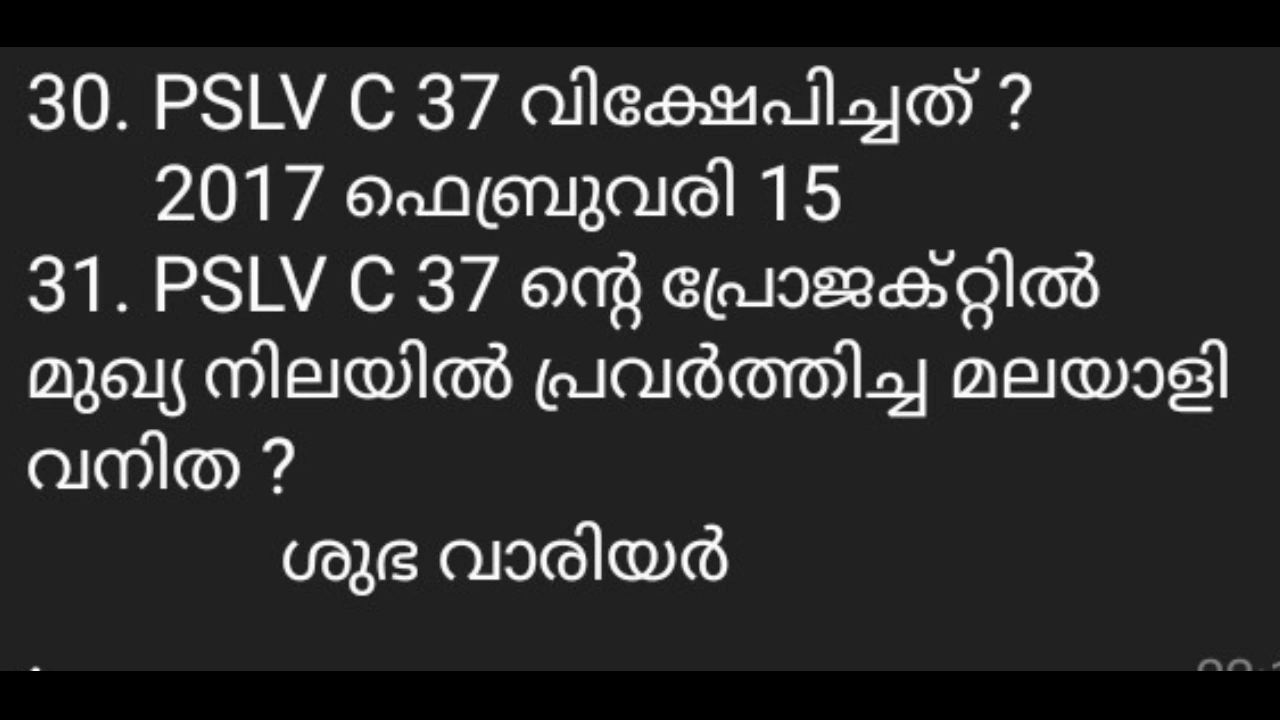 30. PSLV C 37 വിക്ഷേപിച്ചത് ?
2017 ഫെബ്രുവരി 15
31. PSLV C 37 ന്റെ പ്രോജക്റ്റിൽ
മുഖ്യ നിലയിൽ പ്രവർത്തിച്ച മലയാളി
വനിത ?
ശുഭ വാരിയർ